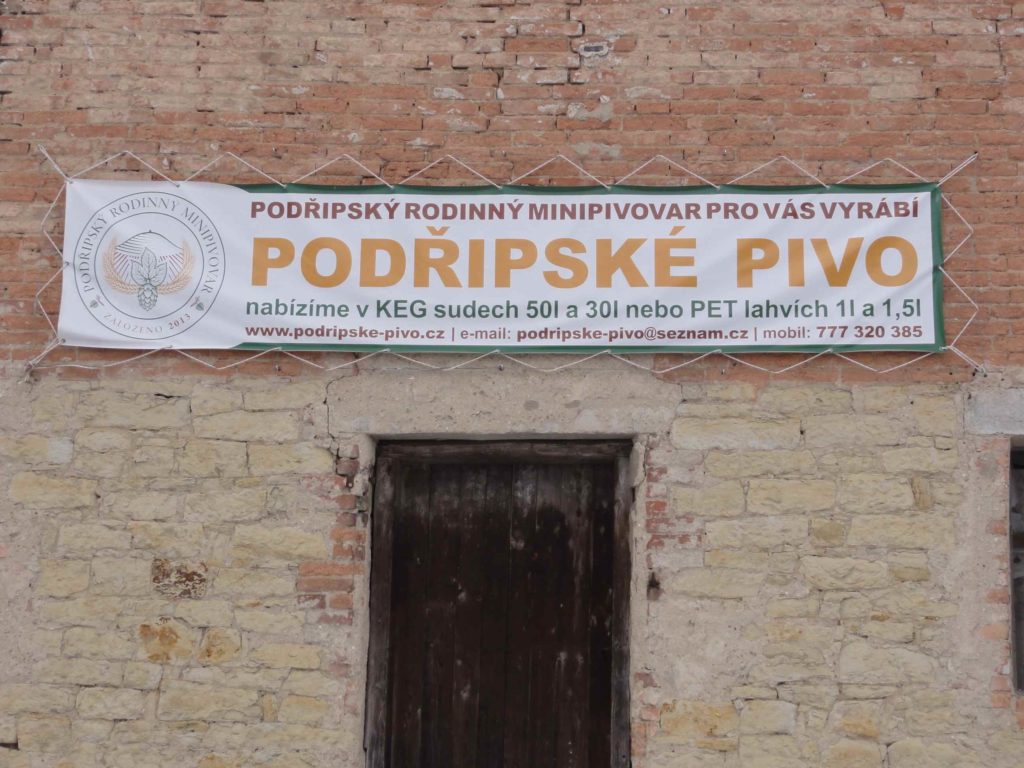 PODŘIPSKÝ RODINNÝ MINIPIVOVAR
ZALOŽENO 2013
PODŘIPSKÝ RODINNÝ MINIPIVOVAR PRO VÁS VYRÁBÍ
PODŘIPSKÉ PIVO
nabízíme v KEG sudech 50l a 30l nebo PET lahvích 1l a 1,5l
www.podripske-pivo.cz | e-mail: podripske-pivo@seznam.cz | mobil: 777 320 385